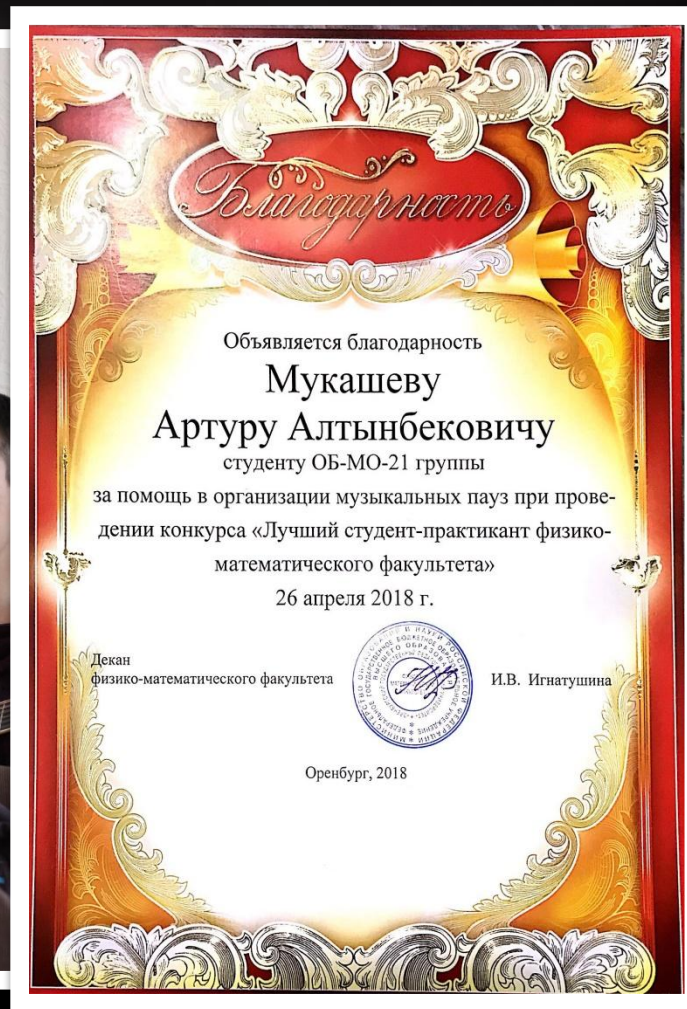 Благодарность
Объявляется благодарность
Мукашеву
Артуру Алтынбековичу
студенту ОБ-МО-21 группы
за помощь в организации музыкальных пауз при прове-
дении конкурса «Лучший студент-практикант физико-
математического факультета»
26 апреля 2018 г.
Декан
физико-математического факультета
И.В. Игнатушина
Оренбург, 2018